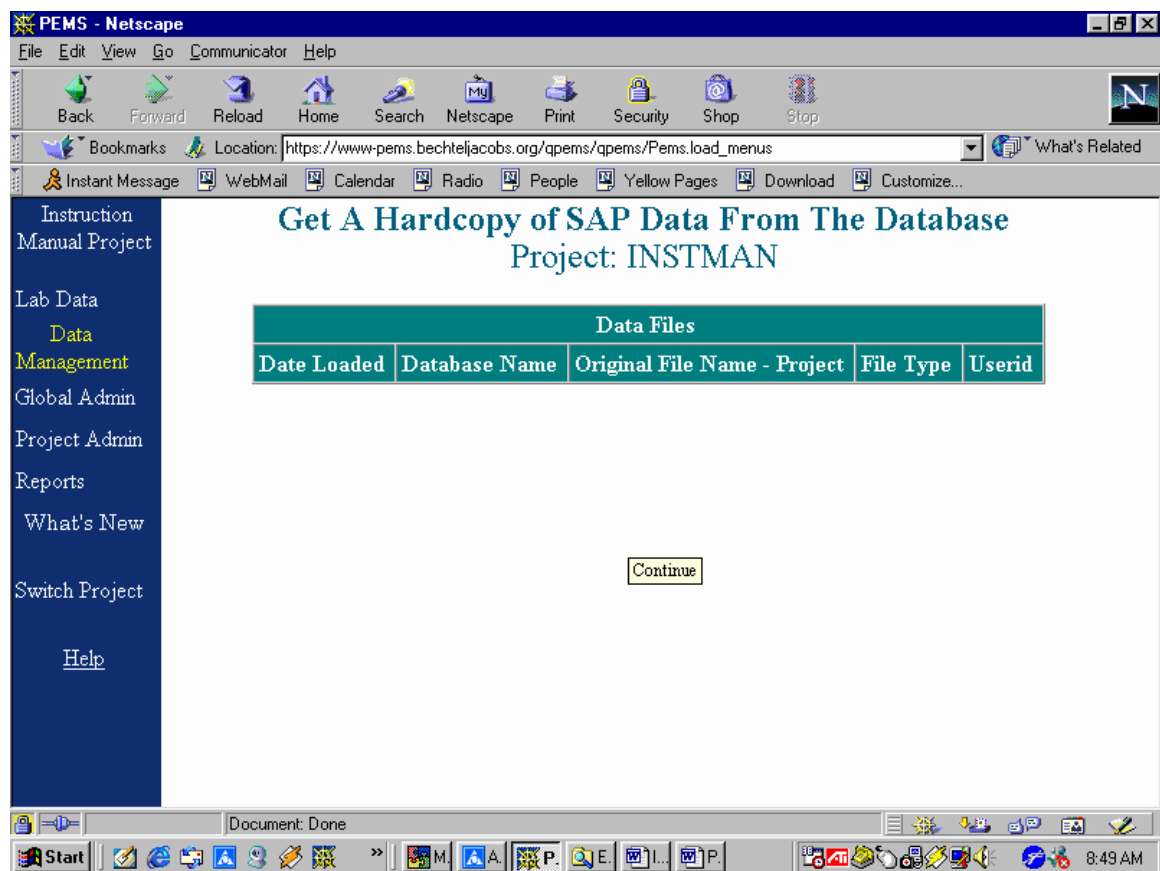 PEMS - Netscape
File Edit View Go Communicator Help
My
Back Forward Reload Home Search Netscape Print Security Shop Stop
N
Bookmarks Location: https://www-pems.bechteljacobs.org/qpems/qpems/Pems.load_menus What's Related
Instant Message WebMail Calendar Radio People Yellow Pages Download Customize...
Instruction
Manual Project
Lab Data
Data
Management
Global Admin
Project Admin
Reports
What's New
Switch Project
Help
Get A Hardcopy of SAP Data From The Database
Project: INSTMAN
Data Files
Date Loaded Database Name Original File Name - Project File Type Userid
Continue
Document: Done
Start » M. A. P. E. I... P. 8:49 AM